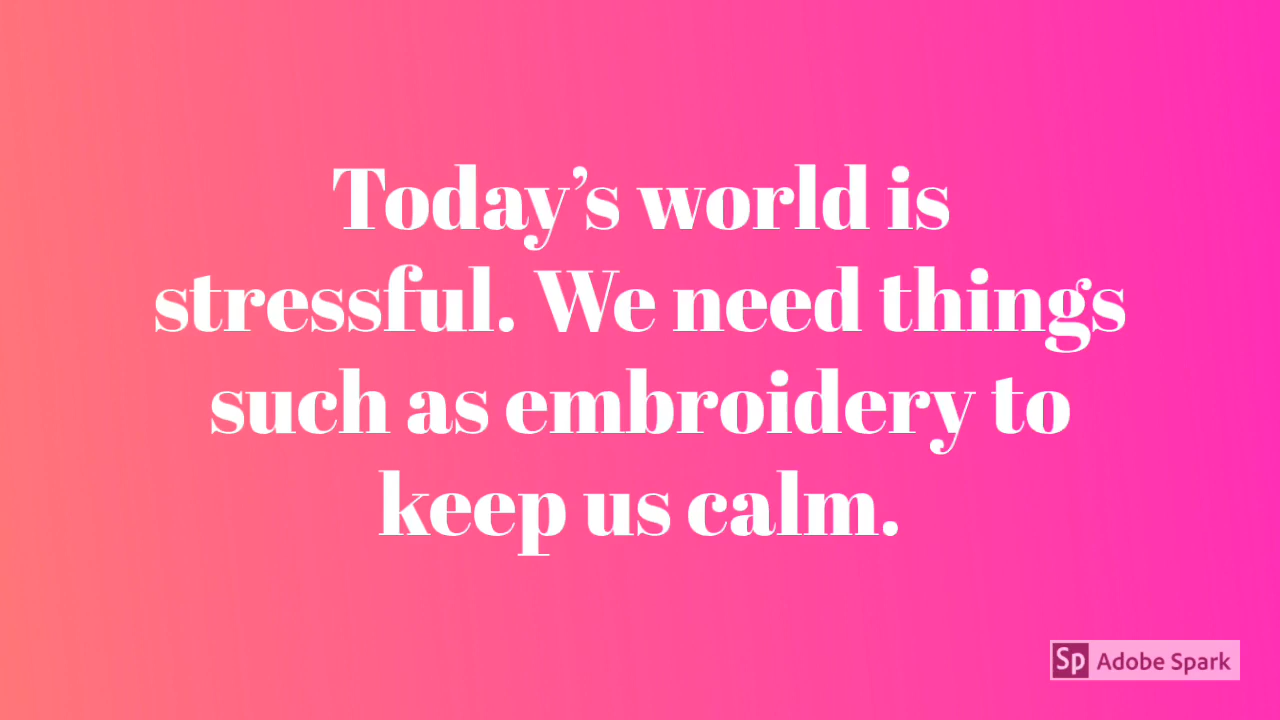 Today’s world is
stressful. We need things
such as embroidery to
keep us calm.
Sp Adobe Spark